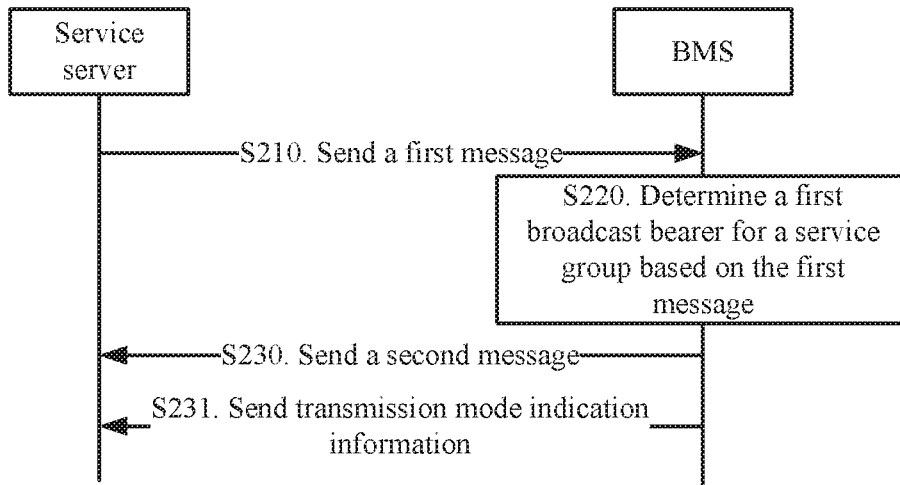 Service
server
BMS
S210. Send a first message
S220. Determine a first
broadcast bearer for a service
group based on the first
message
S230. Send a second message
S231. Send transmission mode indication
information